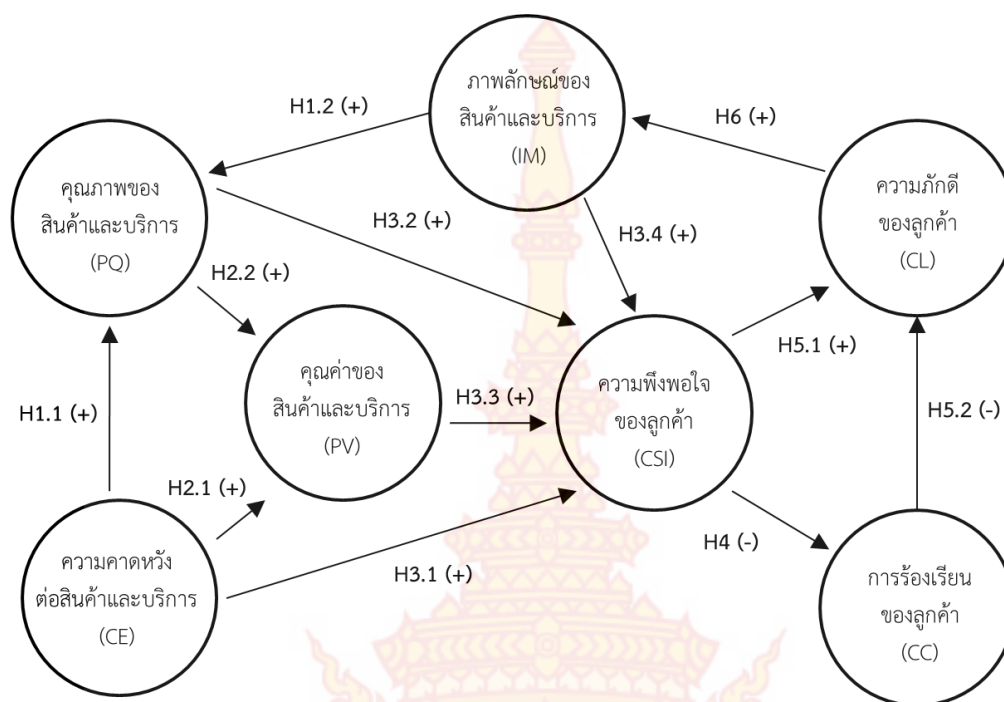 ภาพลักษณ์ของ
สินค้าและบริการ
(IM)
H1.2 (+)
H6 (+)
คุณภาพของ
สินค้าและบริการ
(PQ)
ความภักดี
ของลูกค้า
(CL)
H3.2 (+)
H3.4 (+)
H2.2 (+)
คุณค่าของ
สินค้าและบริการ
(PV)
ความพึงพอใจ
ของลูกค้า
(CSI)
H5.1 (+)
H1.1 (+)
H3.3 (+)
H5.2 (-)
H2.1 (+)
H4 (-)
ความคาดหวัง
ต่อสินค้าและบริการ
(CE)
H3.1 (+)
การร้องเรียน
ของลูกค้า
(CC)